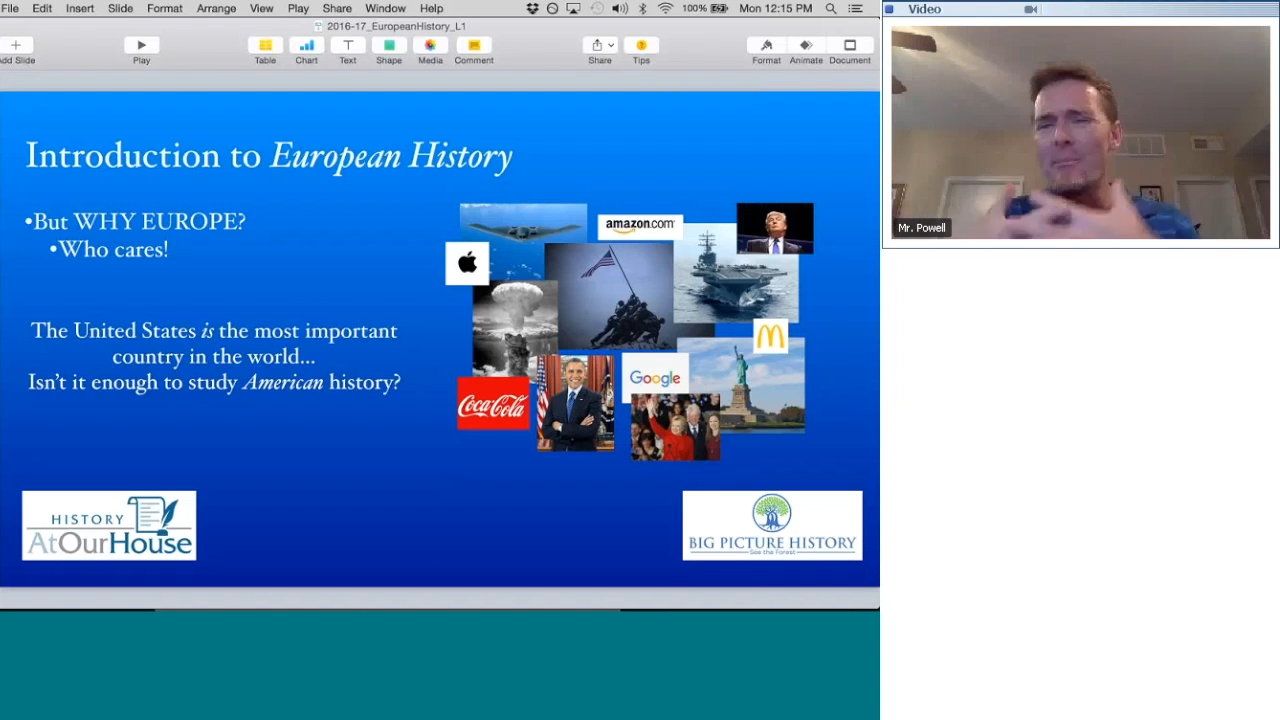 File Edit Insert Slide Format Arrange View Play Share Window Help 100% Mon 12:15 PM
2016-17_EuropeanHistory_L1
Add Slide Play Table Chart Text Shape Media Comment Share Tips Format Animate Document
Introduction to European History
•But WHY EUROPE?
•Who cares!
The United States is the most important
country in the world...
Isn't it enough to study American history?
amazon.com
Google
Coca-Cola
HISTORY
AtOurHouse
BIG PICTURE HISTORY
See the Forest
Video
Mr. Powell